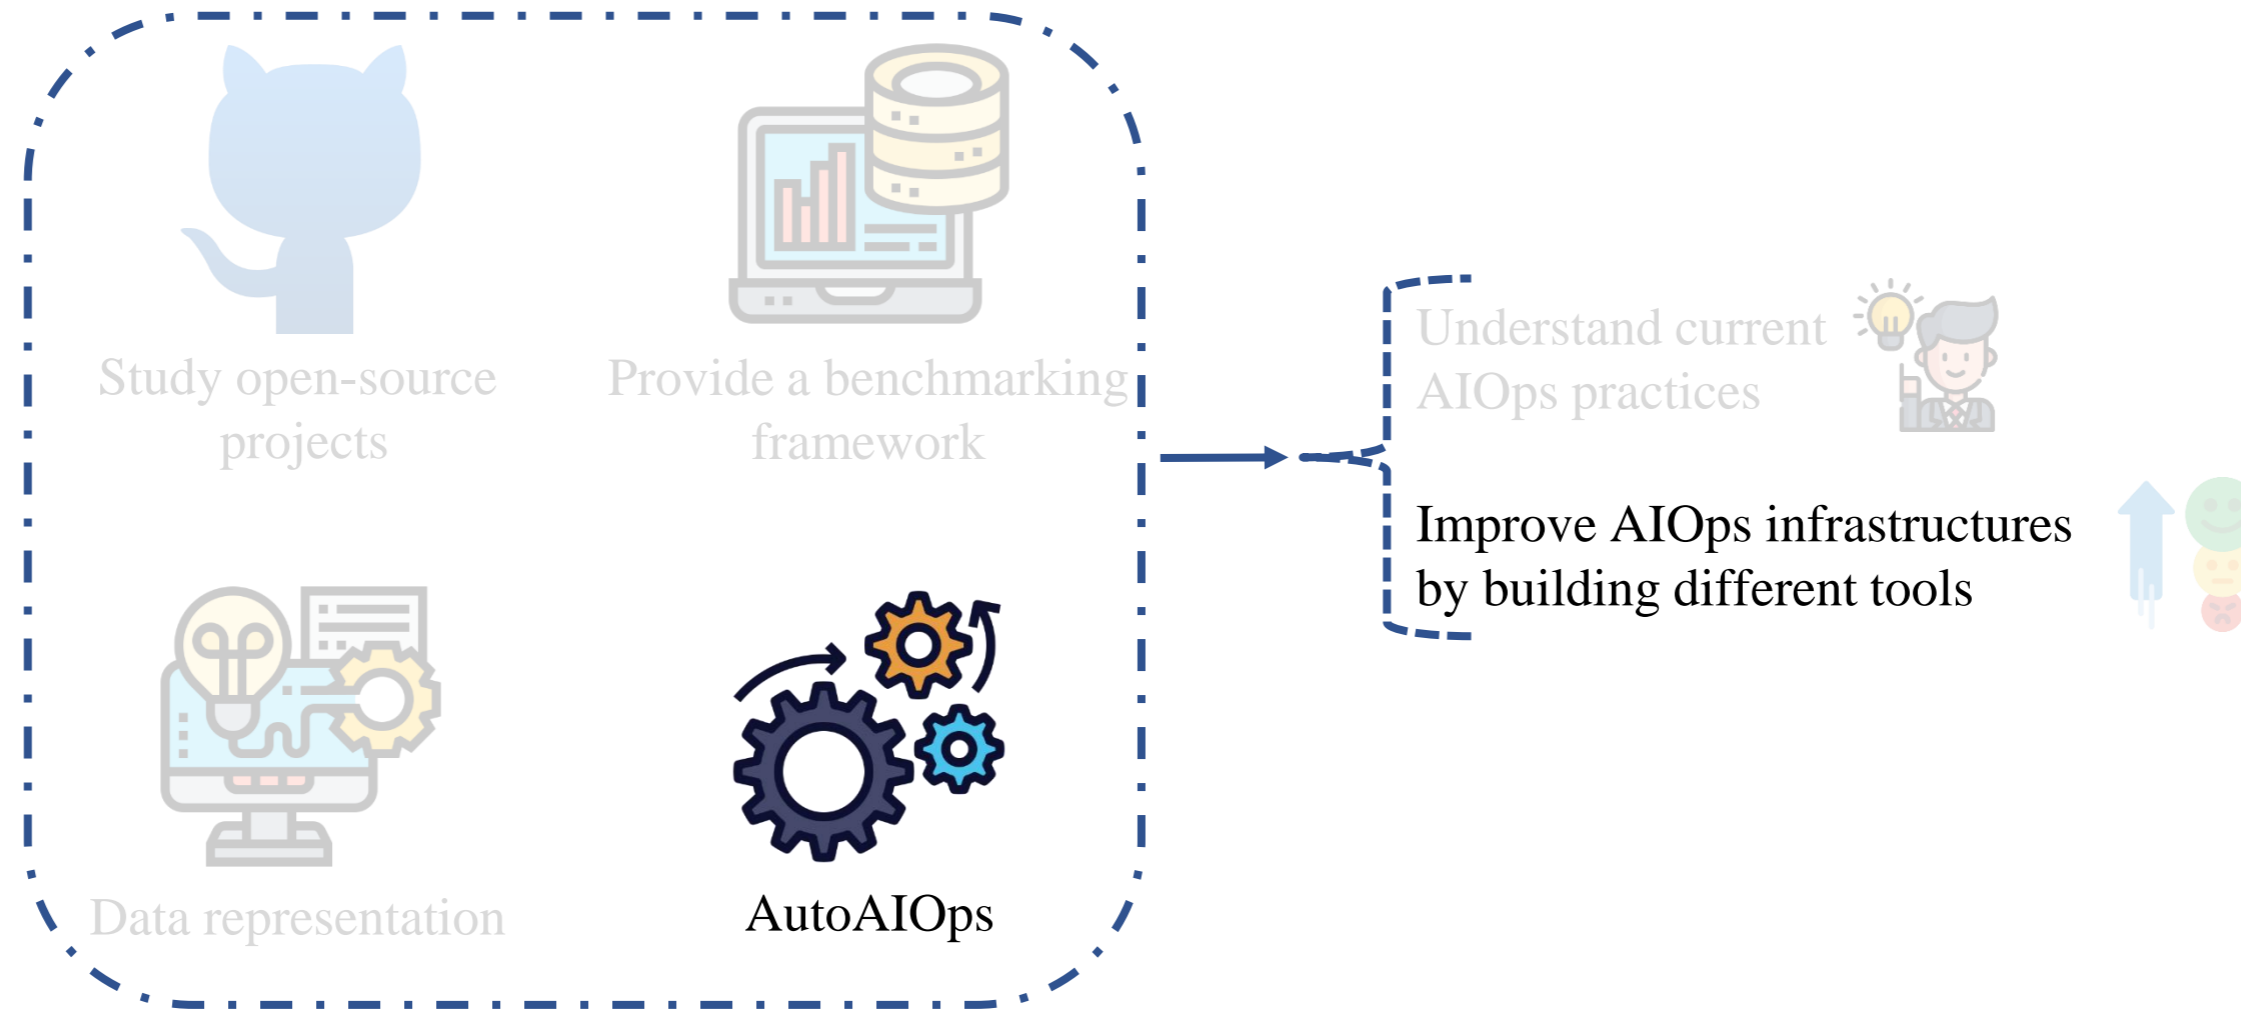 Study open-source
projects
Provide a benchmarking
framework
Data representation
AutoAIOps
Understand current
AIOps practices
Improve AIOps infrastructures
by building different tools